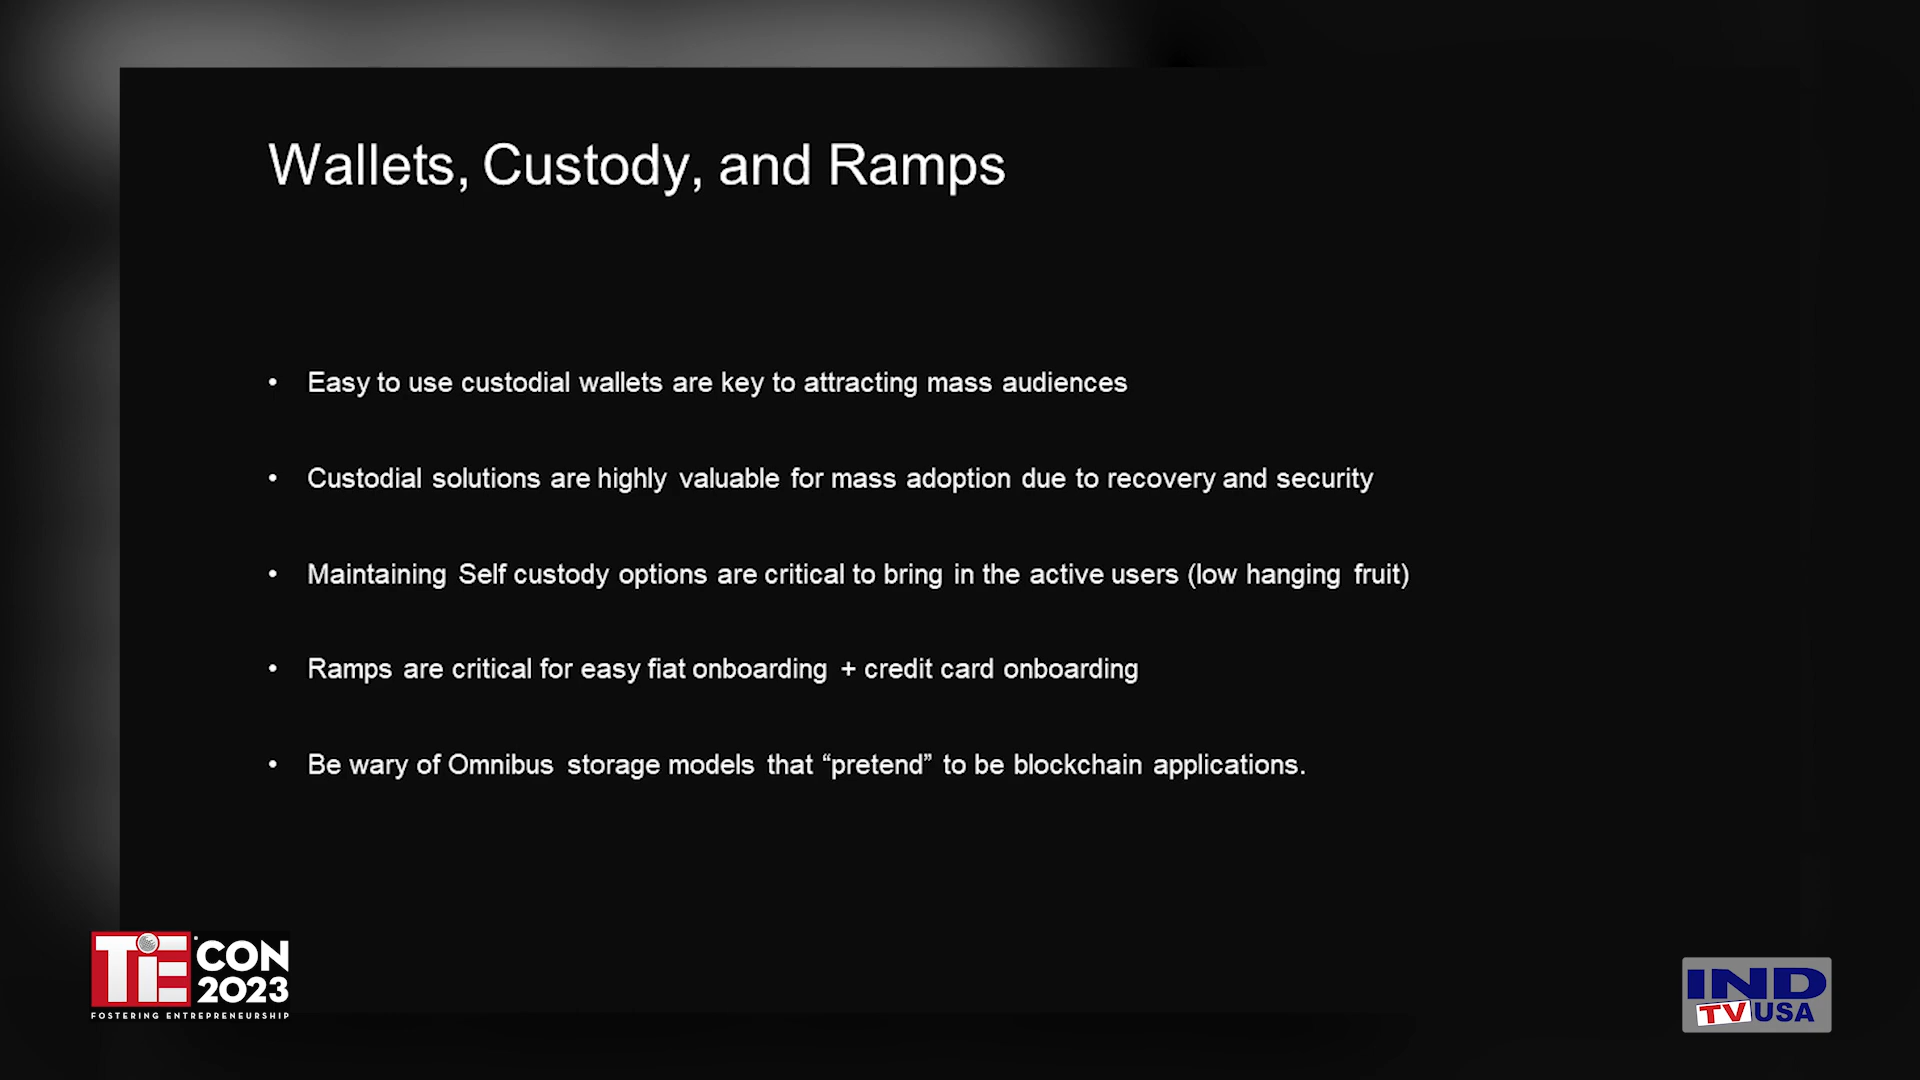 Wallets, Custody, and Ramps
• Easy to use custodial wallets are key to attracting mass audiences
• Custodial solutions are highly valuable for mass adoption due to recovery and security
• Maintaining Self custody options are critical to bring in the active users (low hanging fruit)
• Ramps are critical for easy fiat onboarding + credit card onboarding
• Be wary of Omnibus storage models that “pretend” to be blockchain applications.
TiE CON
2023
FOSTERING ENTREPRENEURSHIP
IND
TV USA